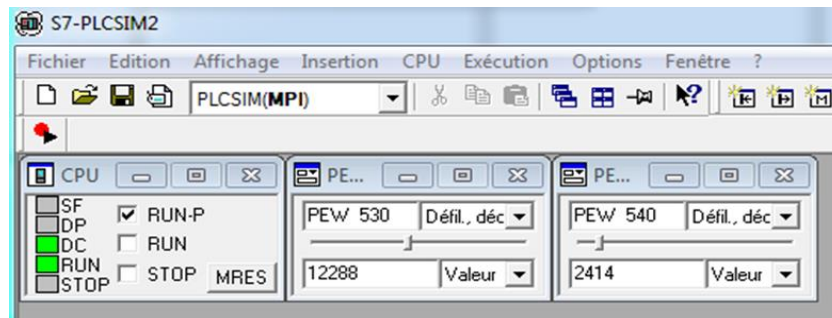 S7-PLCSIM2
Fichier Edition Affichage Insertion CPU Exécution Options Fenêtre ?
PLCSIM(MPI)
CPU
SF
DP
DC
RUN
STOP
RUN-P
RUN
STOP MRES
PE...
PEW 530 Défil., déc
12288 Valeur
PE...
PEW 540 Défil., déc
2414 Valeur